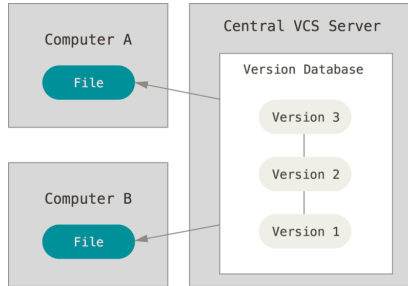 Computer A
File
Computer B
File
Central VCS Server
Version Database
Version 3
Version 2
Version 1